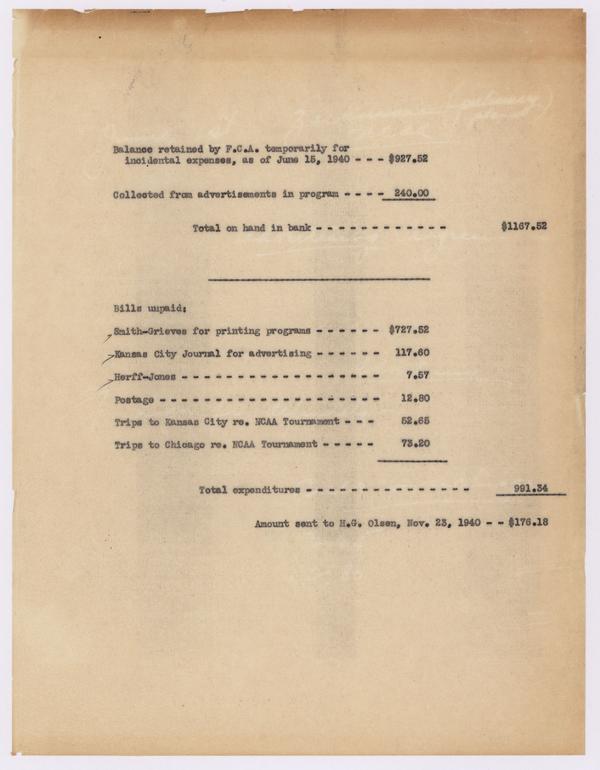 Balance retained by F.C.A. temporarily for
incidental expenses, as of June 15, 1940 - - - $927.52
Collected from advertisements in program - - - - 240.00
Total on hand in bank - - - - - - - - - - - - $1167.52
Bills unpaid:
Smith-Grieves for printing programs - - - - - - $727.52
Kansas City Journal for advertising - - - - - - 117.60
Herff-Jones - - - - - - - - - - - - - - - - - - 7.57
Postage - - - - - - - - - - - - - - - - - - - - 12.80
Trips to Kansas City re. NCAA Tournament - - - 52.65
Trips to Chicago re. NCAA Tournament - - - - - 73.20
Total expenditures - - - - - - - - - - - - - - - 991.34
Amount sent to H.G. Olsen, Nov. 23, 1940 - - $176.18